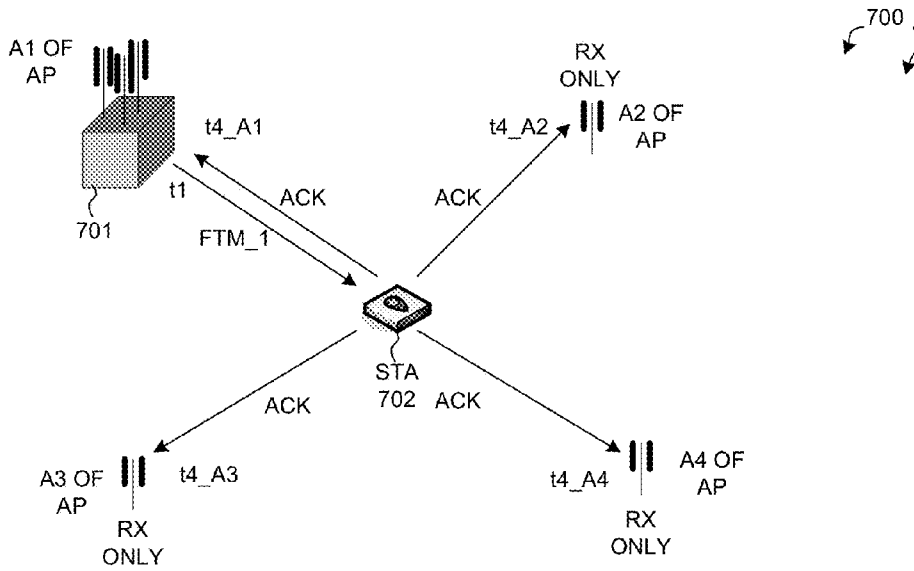 700
A1 OF
AP
RX
ONLY
t4_A1
t4_A2
A2 OF
AP
ACK
ACK
t1
701
FTM_1
STA
702
ACK
ACK
A3 OF
AP
t4_A3
t4_A4
A4 OF
AP
RX
ONLY
RX
ONLY